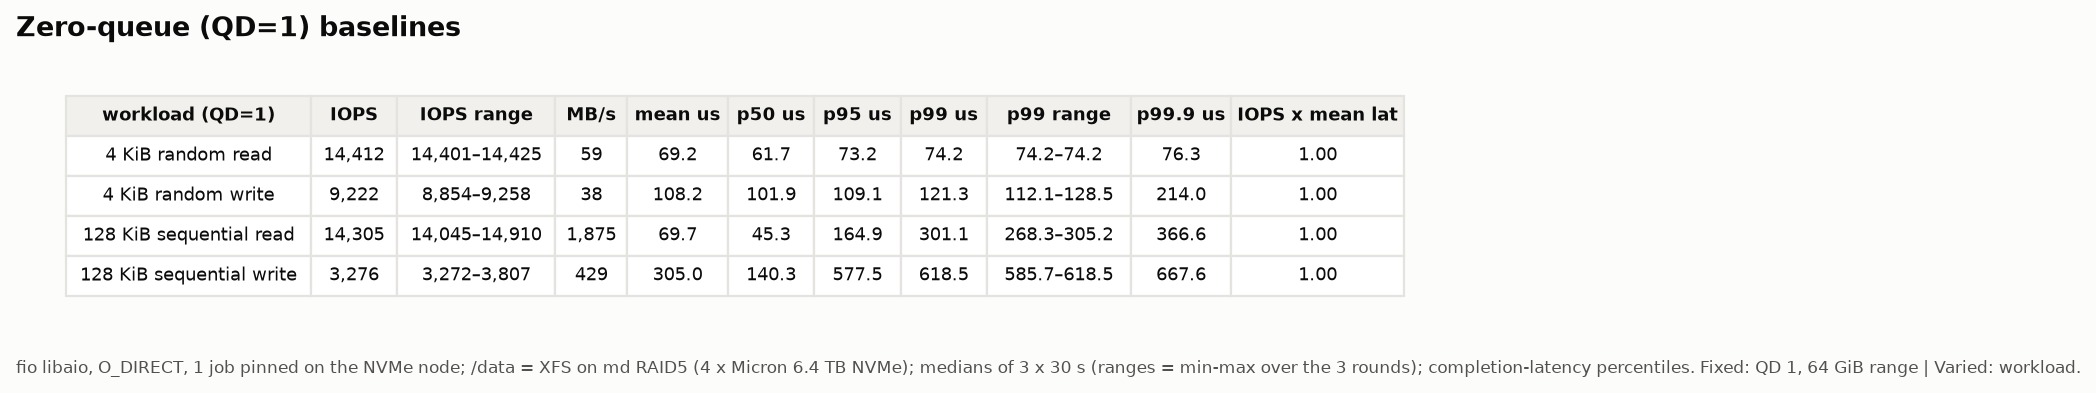 Zero-queue (QD=1) baselines
workload (QD=1) IOPS IOPS range MB/s mean us p50 us p95 us p99 us p99 range p99.9 us IOPS x mean lat
4 KiB random read 14,412 14,401–14,425 59 69.2 61.7 73.2 74.2 74.2–74.2 76.3 1.00
4 KiB random write 9,222 8,854–9,258 38 108.2 101.9 109.1 121.3 112.1–128.5 214.0 1.00
128 KiB sequential read 14,305 14,045–14,910 1,875 69.7 45.3 164.9 301.1 268.3–305.2 366.6 1.00
128 KiB sequential write 3,276 3,272–3,807 429 305.0 140.3 577.5 618.5 585.7–618.5 667.6 1.00
fio libaio, O_DIRECT, 1 job pinned on the NVMe node; /data = XFS on md RAID5 (4 x Micron 6.4 TB NVMe); medians of 3 x 30 s (ranges = min-max over the 3 rounds); completion-latency percentiles. Fixed: QD 1, 64 GiB range | Varied: workload.